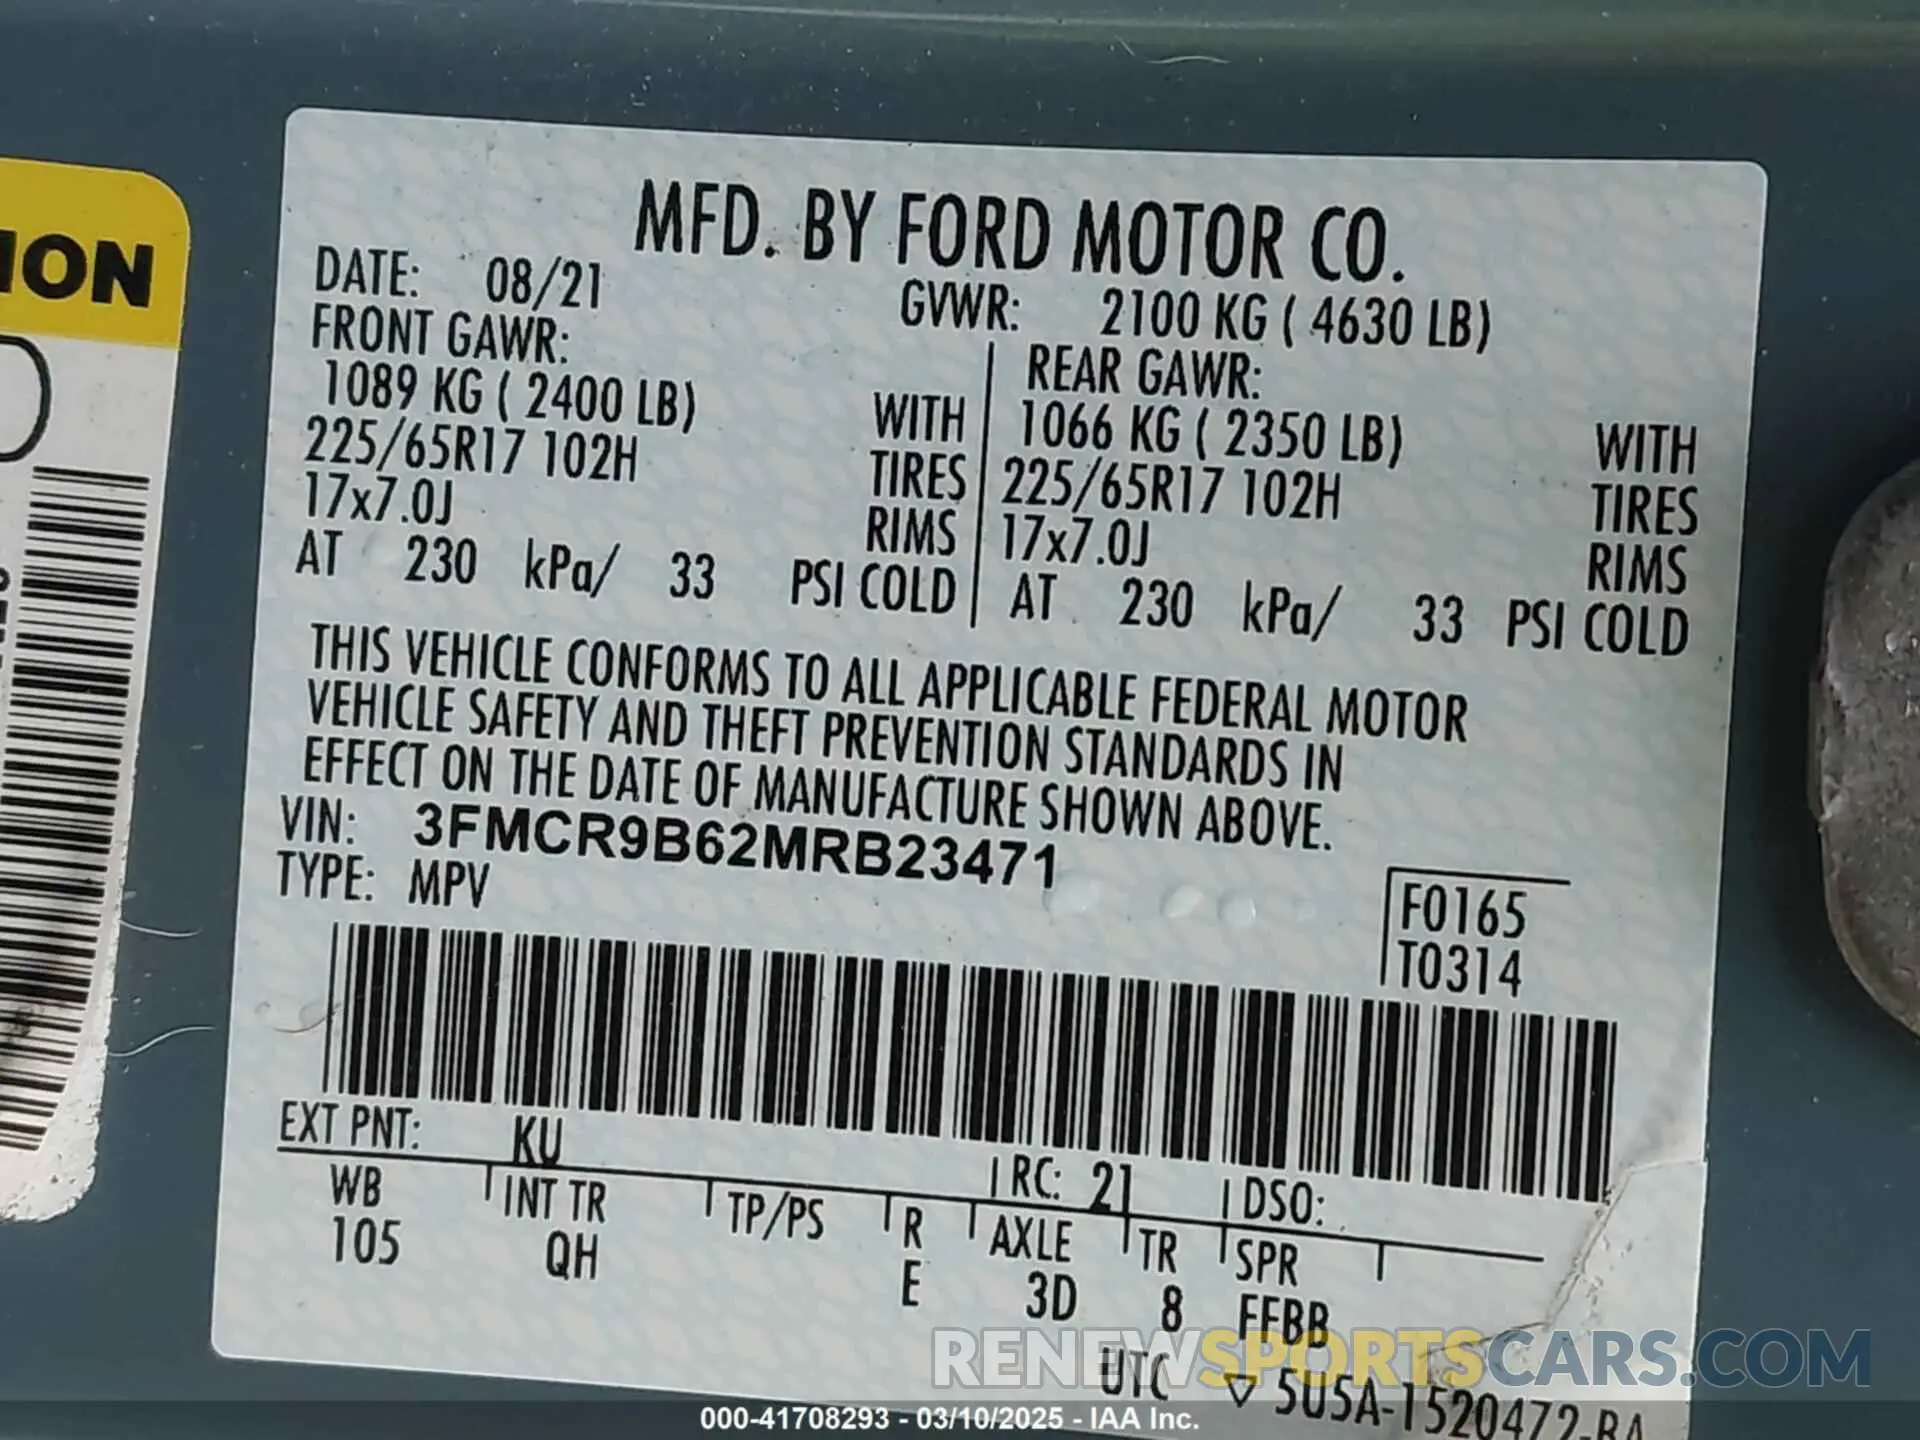 ION
MFD. BY FORD MOTOR CO.
DATE: 08/21
GVWR: 2100 KG ( 4630 LB)
FRONT GAWR:
1089 KG ( 2400 LB) WITH
225/65R17 102H TIRES
17x7.0J RIMS
AT 230 kPa/ 33 PSI COLD
REAR GAWR:
1066 KG ( 2350 LB) WITH
225/65R17 102H TIRES
17x7.0J RIMS
AT 230 kPa/ 33 PSI COLD
THIS VEHICLE CONFORMS TO ALL APPLICABLE FEDERAL MOTOR
VEHICLE SAFETY AND THEFT PREVENTION STANDARDS IN
EFFECT ON THE DATE OF MANUFACTURE SHOWN ABOVE.
VIN: 3FMCR9B62MRB23471
TYPE: MPV
F0165
T0314
EXT PNT: KU RC: 21 DSO:
WB INT TR TP/PS R AXLE TR SPR
105 QH E 3D 8 FFBB
UTC ▽ 5U5A-1520472-BA
RENEWSPORTSCARS.COM
000-41708293 - 03/10/2025 - IAA Inc.